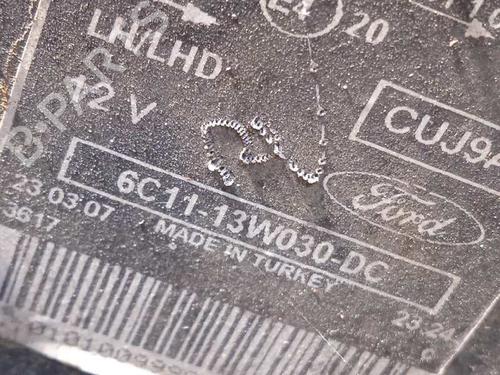 E4
20
LH/LHD
12 V
CUJ9
6C11-13W030-DC
Ford
23.03.07
MADE IN TURKEY
3617
23:24
B-PARTS